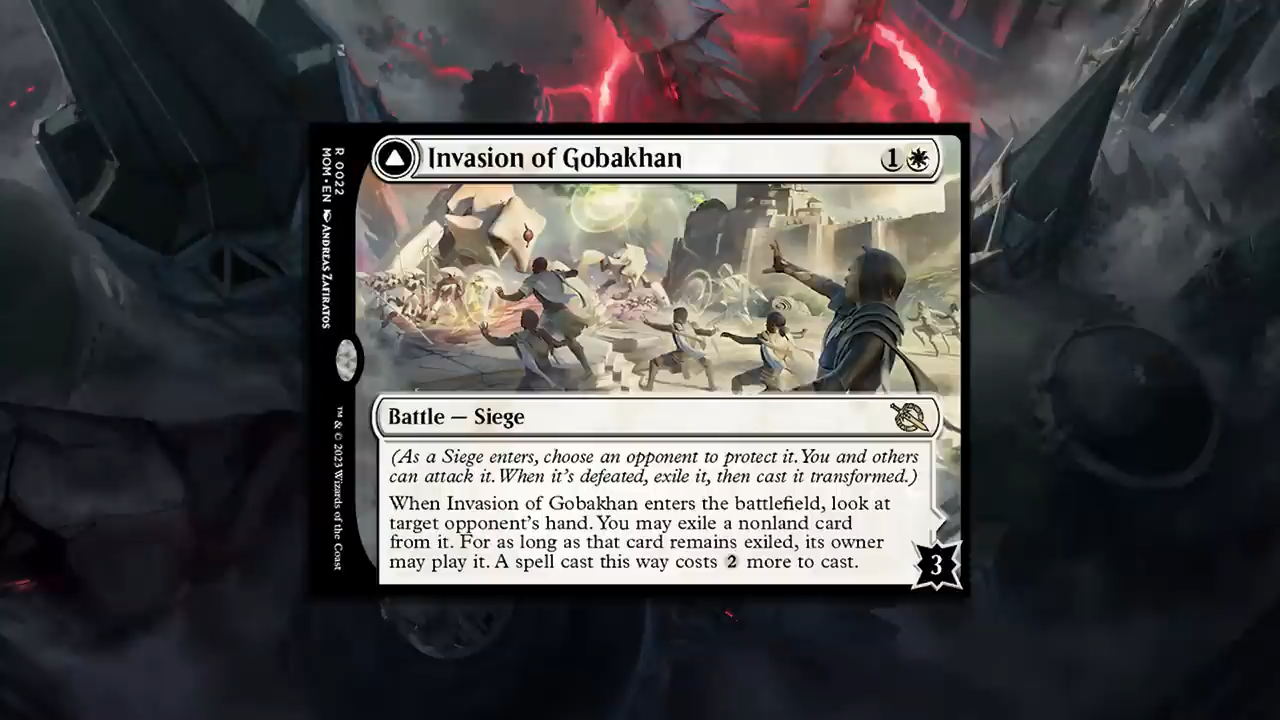 Invasion of Gobakhan
1
R 0022
MOM • EN ANDREAS ZAFIRATOS
™ & © 2023 Wizards of the Coast
Battle — Siege
(As a Siege enters, choose an opponent to protect it. You and others
can attack it. When it's defeated, exile it, then cast it transformed.)
When Invasion of Gobakhan enters the battlefield, look at
target opponent's hand. You may exile a nonland card
from it. For as long as that card remains exiled, its owner
may play it. A spell cast this way costs 2 more to cast.
3